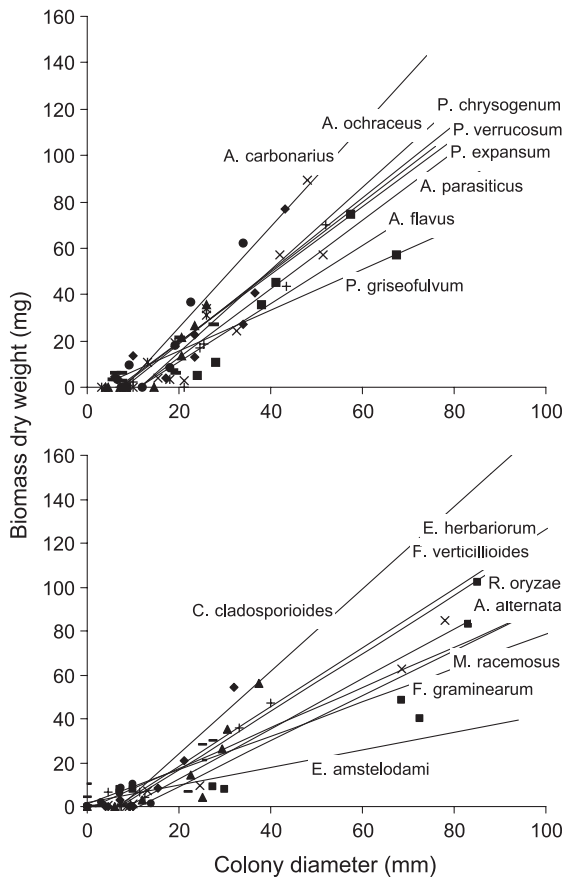 160
140
120
100
80
60
40
20
0
P. chrysogenum
A. ochraceus
P. verrucosum
A. carbonarius
P. expansum
A. parasiticus
A. flavus
P. griseofulvum
0 20 40 60 80 100
Biomass dry weight (mg)
160
140
120
100
80
60
40
20
0
E. herbariorum
F. verticillioides
R. oryzae
C. cladosporioides
A. alternata
M. racemosus
F. graminearum
E. amstelodami
0 20 40 60 80 100
Colony diameter (mm)